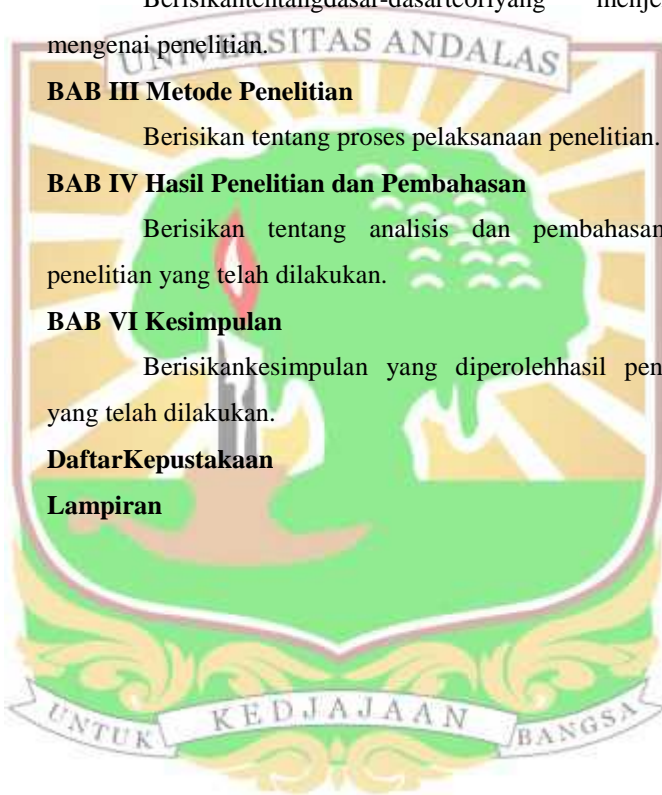 Berisikantentangdasar-dasarteoriyang menje
mengenai penelitian.
UNIVERSITAS ANDALAS
BAB III Metode Penelitian
Berisikan tentang proses pelaksanaan penelitian.
BAB IV Hasil Penelitian dan Pembahasan
Berisikan tentang analisis dan pembahasan
penelitian yang telah dilakukan.
BAB VI Kesimpulan
Berisikankesimpulan yang diperolehhasil pen
yang telah dilakukan.
DaftarKepustakaan
Lampiran
UNTUK KEDJAJAAN BANGSA